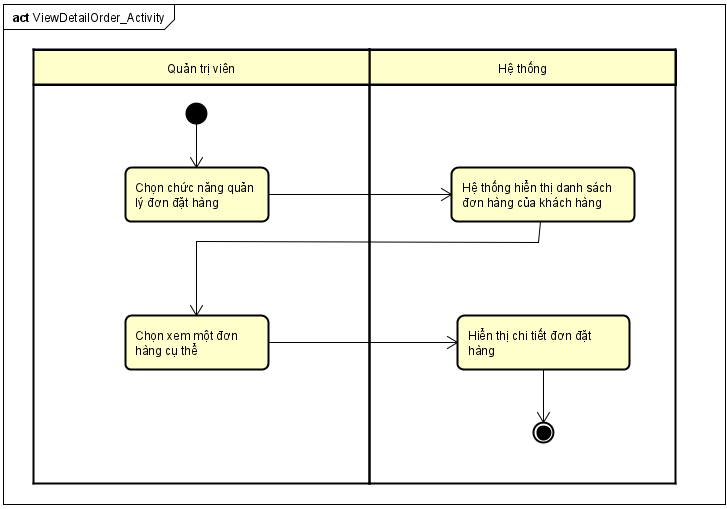 act ViewDetailOrder_Activity
Quản trị viên
Hệ thống
Chọn chức năng quản
lý đơn đặt hàng
Hệ thống hiển thị danh sách
đơn hàng của khách hàng
Chọn xem một đơn
hàng cụ thể
Hiển thị chi tiết đơn đặt
hàng